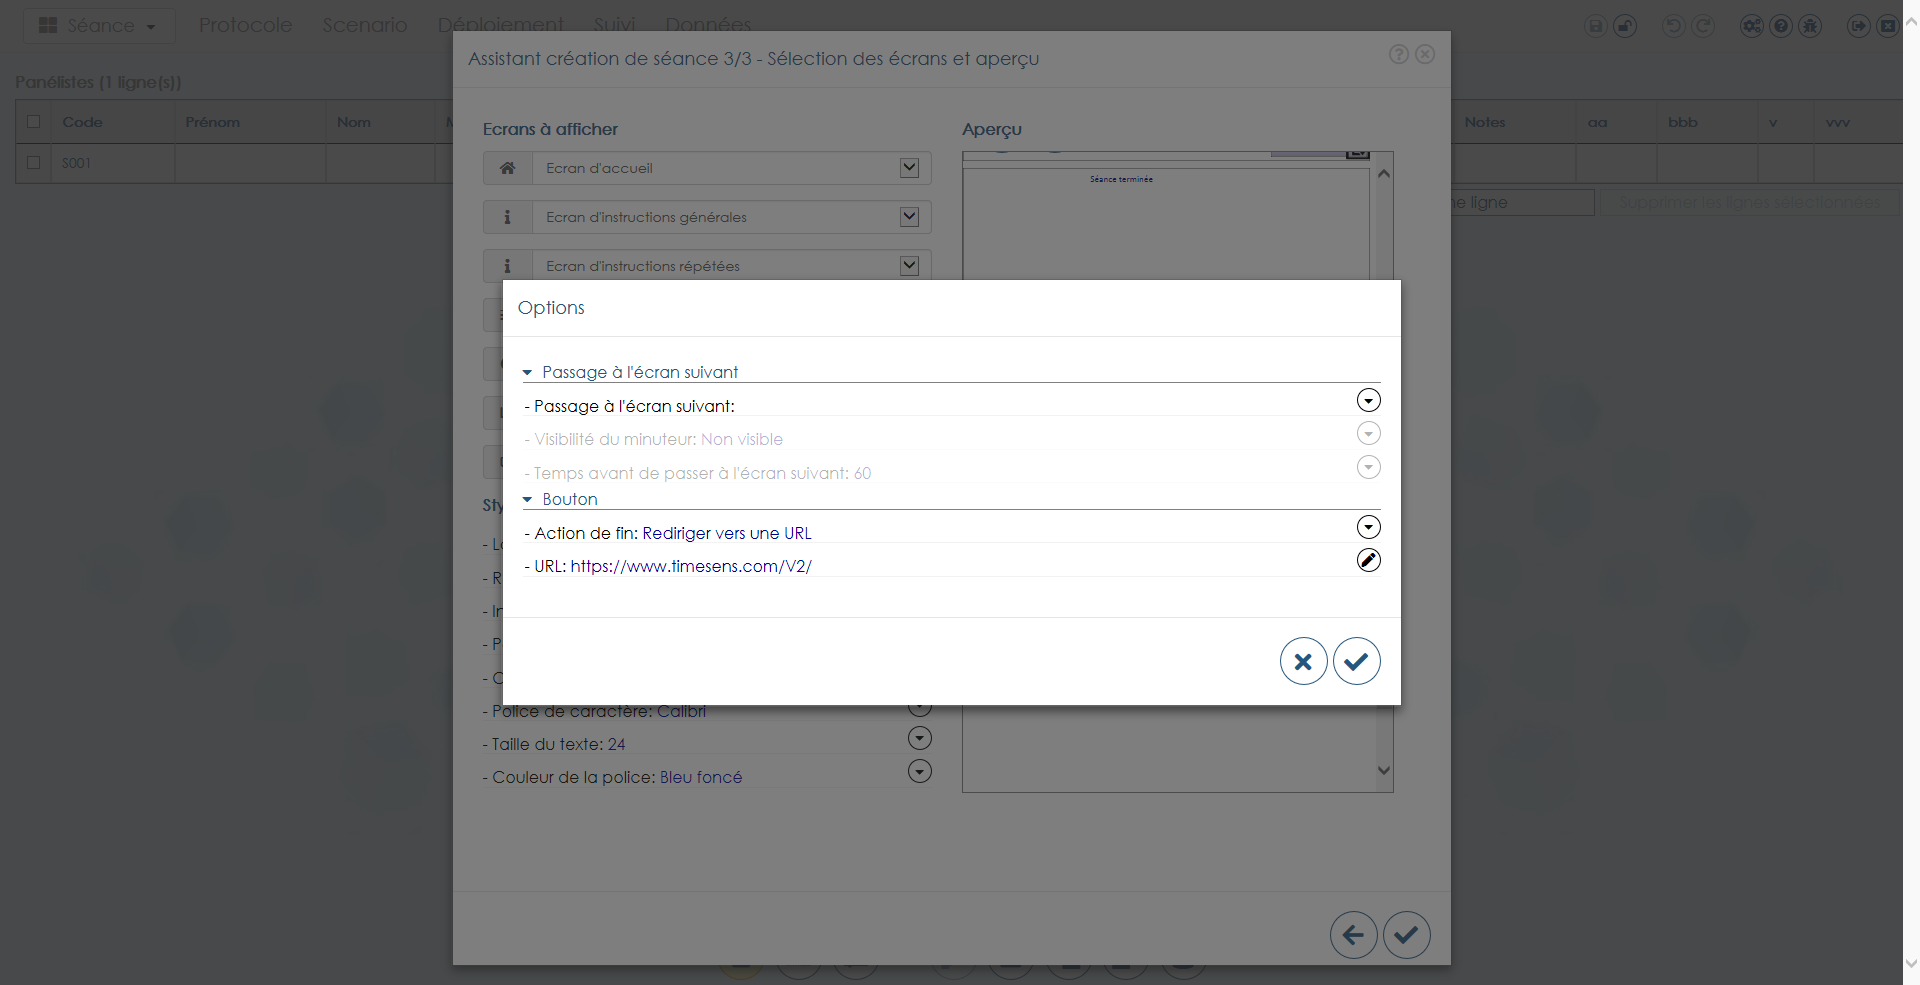 Séance
Protocole
Scenario
Déploiement
Suivi
Données
Panélistes (1 ligne(s))
Code
Prénom
Nom
Notes
aa
bbb
v
vvv
S001
ne ligne
Supprimer les lignes sélectionnées
Assistant création de séance 3/3 - Sélection des écrans et aperçu
Ecrans à afficher
Aperçu
Ecran d'accueil
Ecran d'instructions générales
Ecran d'instructions répétées
Séance terminée
Options
Passage à l'écran suivant
- Passage à l'écran suivant:
- Visibilité du minuteur: Non visible
- Temps avant de passer à l'écran suivant: 60
Bouton
- Action de fin: Rediriger vers une URL
- URL: https://www.timesens.com/V2/
- Police de caractère: Calibri
- Taille du texte: 24
- Couleur de la police: Bleu foncé